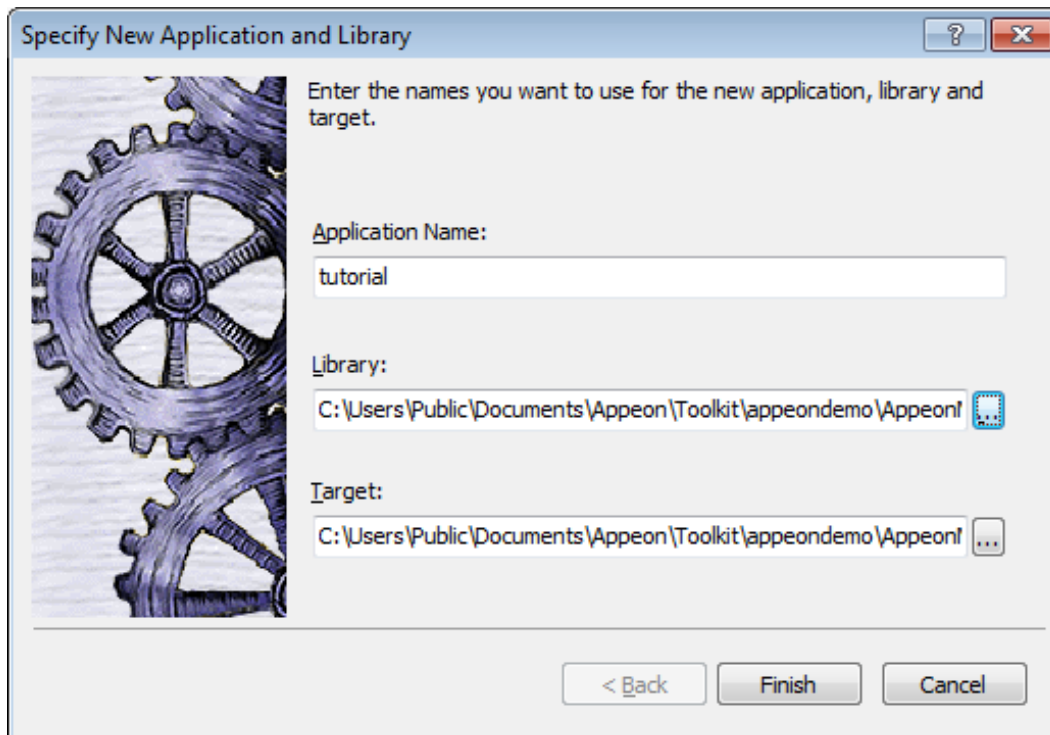 Specify New Application and Library
Enter the names you want to use for the new application, library and
target.
Application Name:
tutorial
Library:
C:\Users\Public\Documents\Appeon\Toolkit\appeondemo\Appeon
...
Target:
C:\Users\Public\Documents\Appeon\Toolkit\appeondemo\Appeon
...
< Back
Finish
Cancel